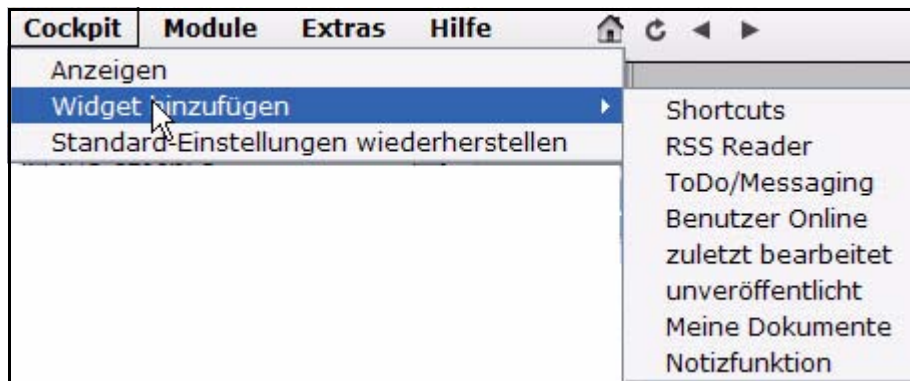 Cockpit Module Extras Hilfe
Anzeigen
Widget hinzufügen
Standard-Einstellungen wiederherstellen
Shortcuts
RSS Reader
ToDo/Messaging
Benutzer Online
zuletzt bearbeitet
unveröffentlicht
Meine Dokumente
Notizfunktion